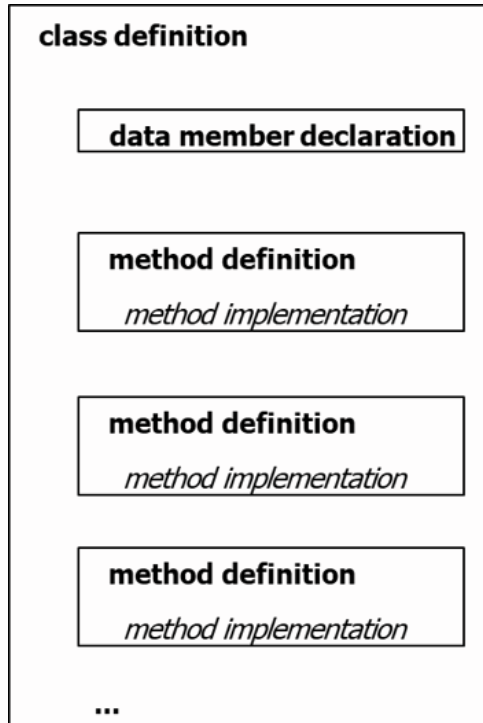 class definition
data member declaration
method definition
method implementation
method definition
method implementation
method definition
method implementation
...